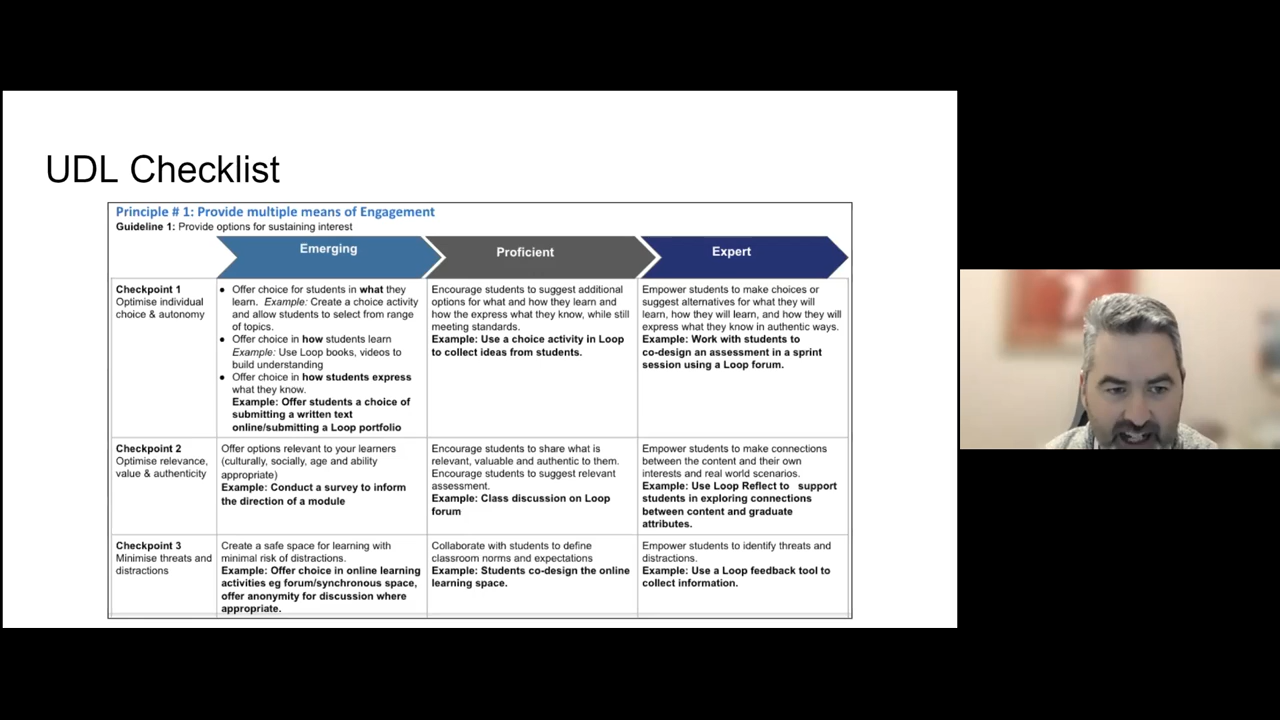 UDL Checklist
Principle # 1: Provide multiple means of Engagement
Guideline 1: Provide options for sustaining interest
Emerging
Proficient
Expert
Checkpoint 1
Optimise individual
choice & autonomy
• Offer choice for students in what they
learn. Example: Create a choice activity
and allow students to select from range
of topics.
• Offer choice in how students learn
Example: Use Loop books, videos to
build understanding
• Offer choice in how students express
what they know.
Example: Offer students a choice of
submitting a written text
online/submitting a Loop portfolio
Encourage students to suggest additional
options for what and how they learn and
how the express what they know, while still
meeting standards.
Example: Use a choice activity in Loop
to collect ideas from students.
Empower students to make choices or
suggest alternatives for what they will
learn, how they will learn, and how they will
express what they know in authentic ways.
Example: Work with students to
co-design an assessment in a sprint
session using a Loop forum.
Checkpoint 2
Optimise relevance,
value & authenticity
Offer options relevant to your learners
(culturally, socially, age and ability
appropriate)
Example: Conduct a survey to inform
the direction of a module
Encourage students to share what is
relevant, valuable and authentic to them.
Encourage students to suggest relevant
assessment.
Example: Class discussion on Loop
forum
Empower students to make connections
between the content and their own
interests and real world scenarios.
Example: Use Loop Reflect to support
students in exploring connections
between content and graduate
attributes.
Checkpoint 3
Minimise threats and
distractions
Create a safe space for learning with
minimal risk of distractions.
Example: Offer choice in online learning
activities eg forum/synchronous space,
offer anonymity for discussion where
appropriate.
Collaborate with students to define
classroom norms and expectations
Example: Students co-design the online
learning space.
Empower students to identify threats and
distractions.
Example: Use a Loop feedback tool to
collect information.